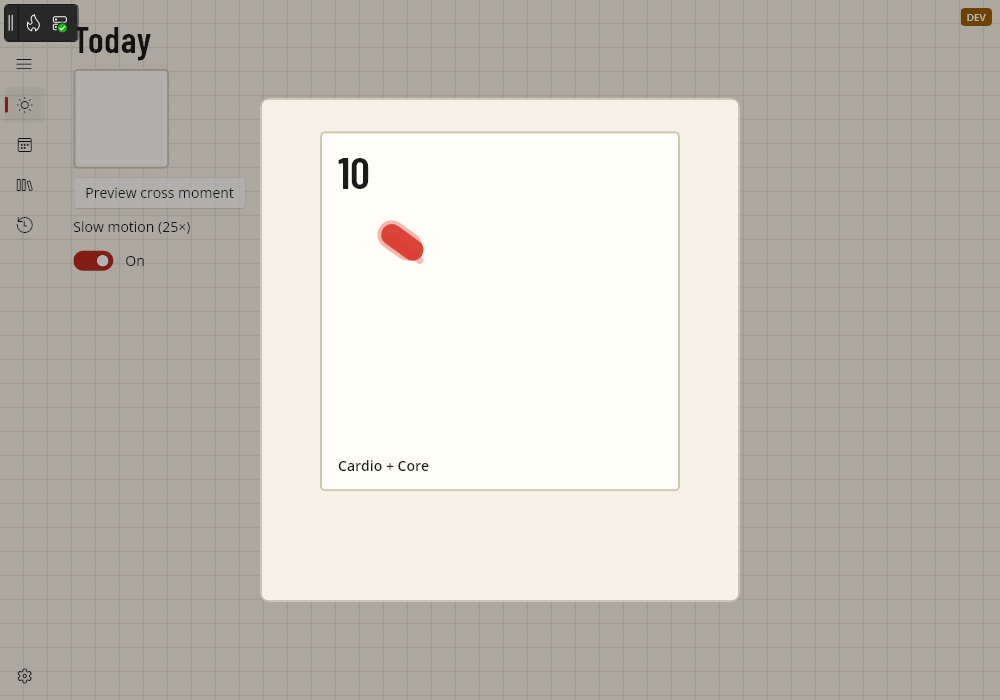 DEV
Today
10
Preview cross moment
Slow motion (25×)
On
Cardio + Core